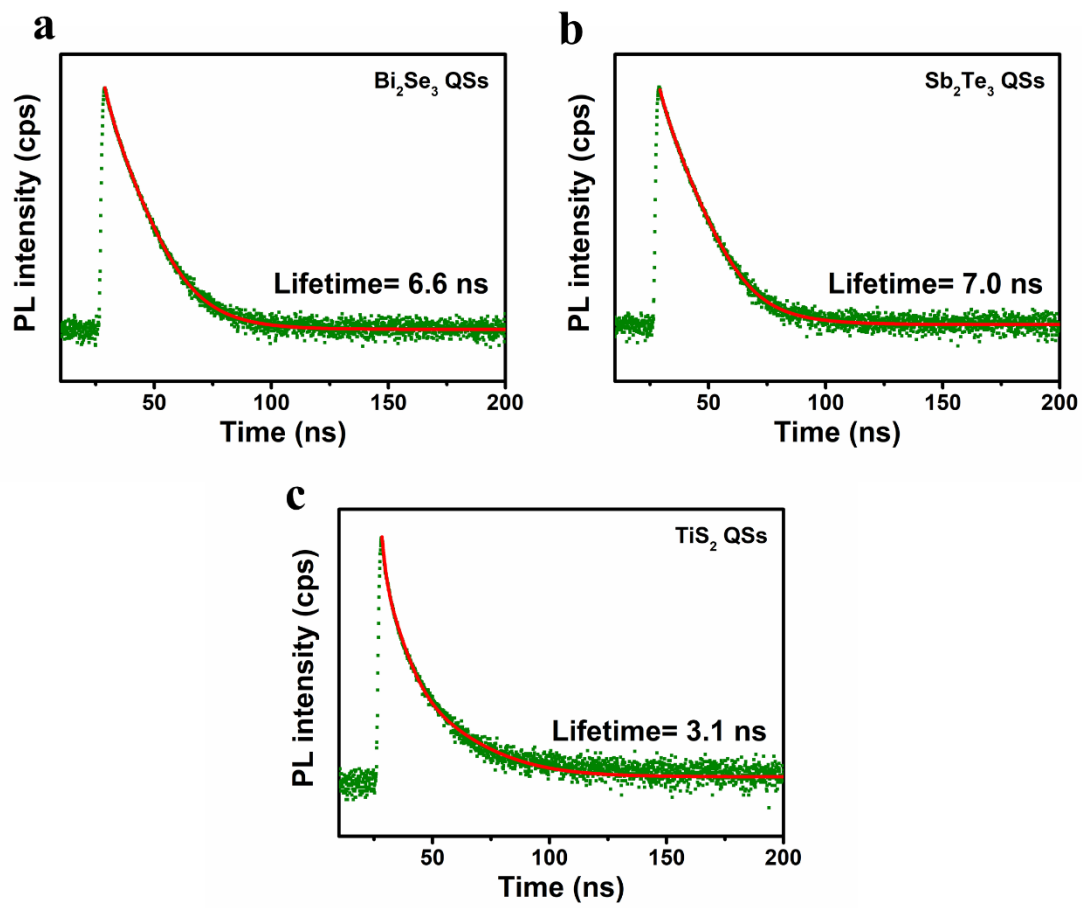 a
Bi₂Se₃ QSs
Lifetime= 6.6 ns
PL intensity (cps)
50 100 150 200
Time (ns)
b
Sb₂Te₃ QSs
Lifetime= 7.0 ns
PL intensity (cps)
50 100 150 200
Time (ns)
c
TiS₂ QSs
Lifetime= 3.1 ns
PL intensity (cps)
50 100 150 200
Time (ns)